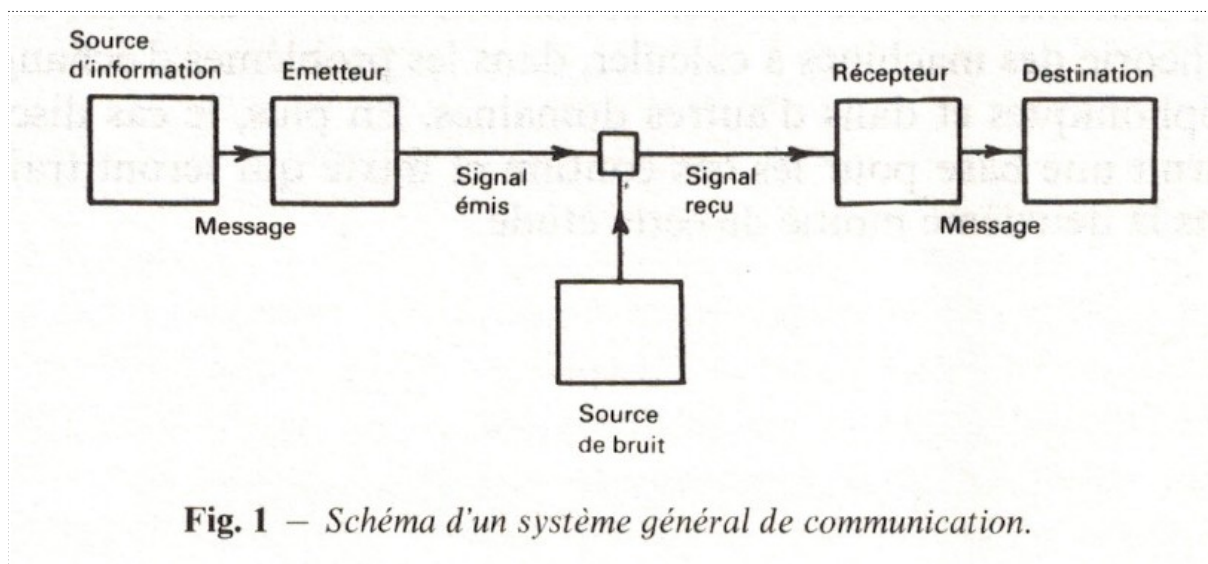 Source
d'information
Emetteur
Récepteur
Destination
Signal
émis
Signal
reçu
Message
Message
Source
de bruit
Fig. 1 – Schéma d'un système général de communication.